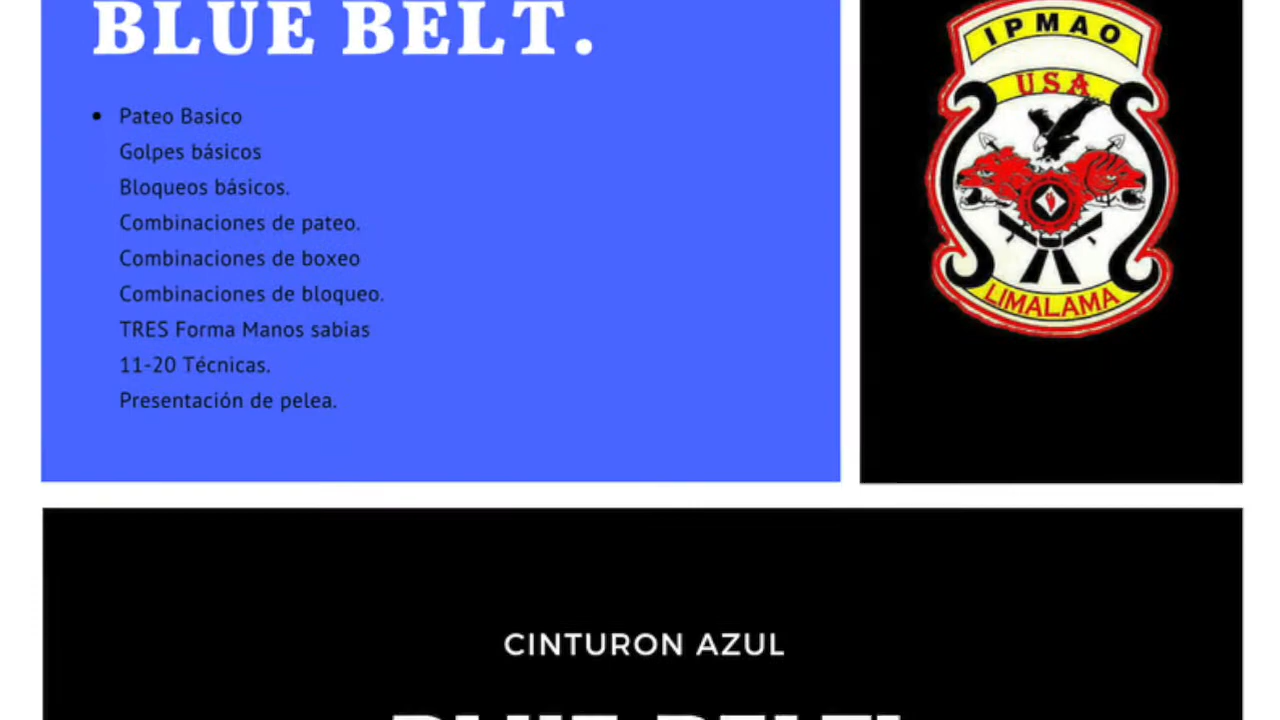 BLUE BELT.
Pateo Basico
Golpes básicos
Bloqueos básicos.
Combinaciones de pateo.
Combinaciones de boxeo
Combinaciones de bloqueo.
TRES Forma Manos sabias
11-20 Técnicas.
Presentación de pelea.
IPMAO
USA
LIMALAMA
CINTURON AZUL